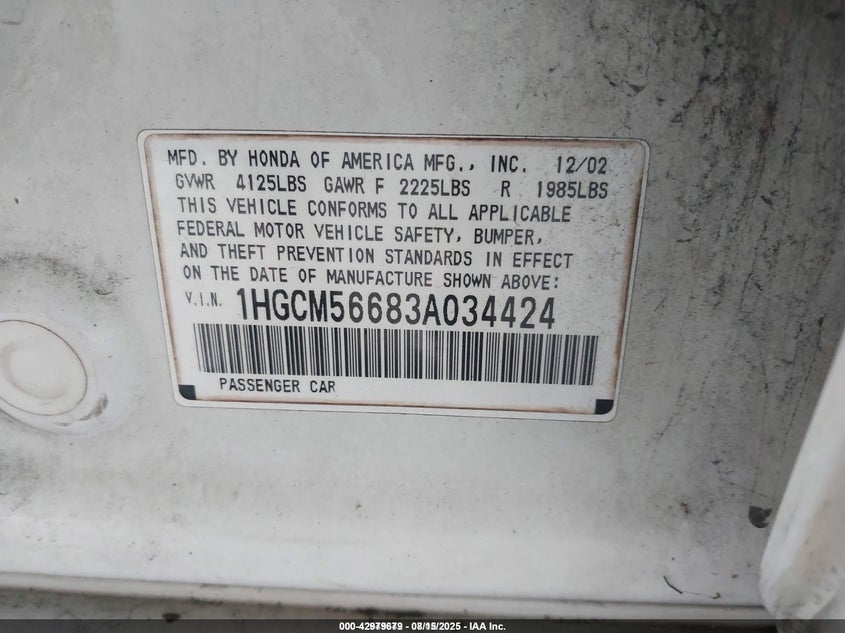 MFD. BY HONDA OF AMERICA MFG., INC. 12/02
GVWR 4125LBS GAWR F 2225LBS R 1985LBS
THIS VEHICLE CONFORMS TO ALL APPLICABLE
FEDERAL MOTOR VEHICLE SAFETY, BUMPER,
AND THEFT PREVENTION STANDARDS IN EFFECT
ON THE DATE OF MANUFACTURE SHOWN ABOVE:
V.I.N. 1HGCM56683A034424
PASSENGER CAR
IAA Inc.